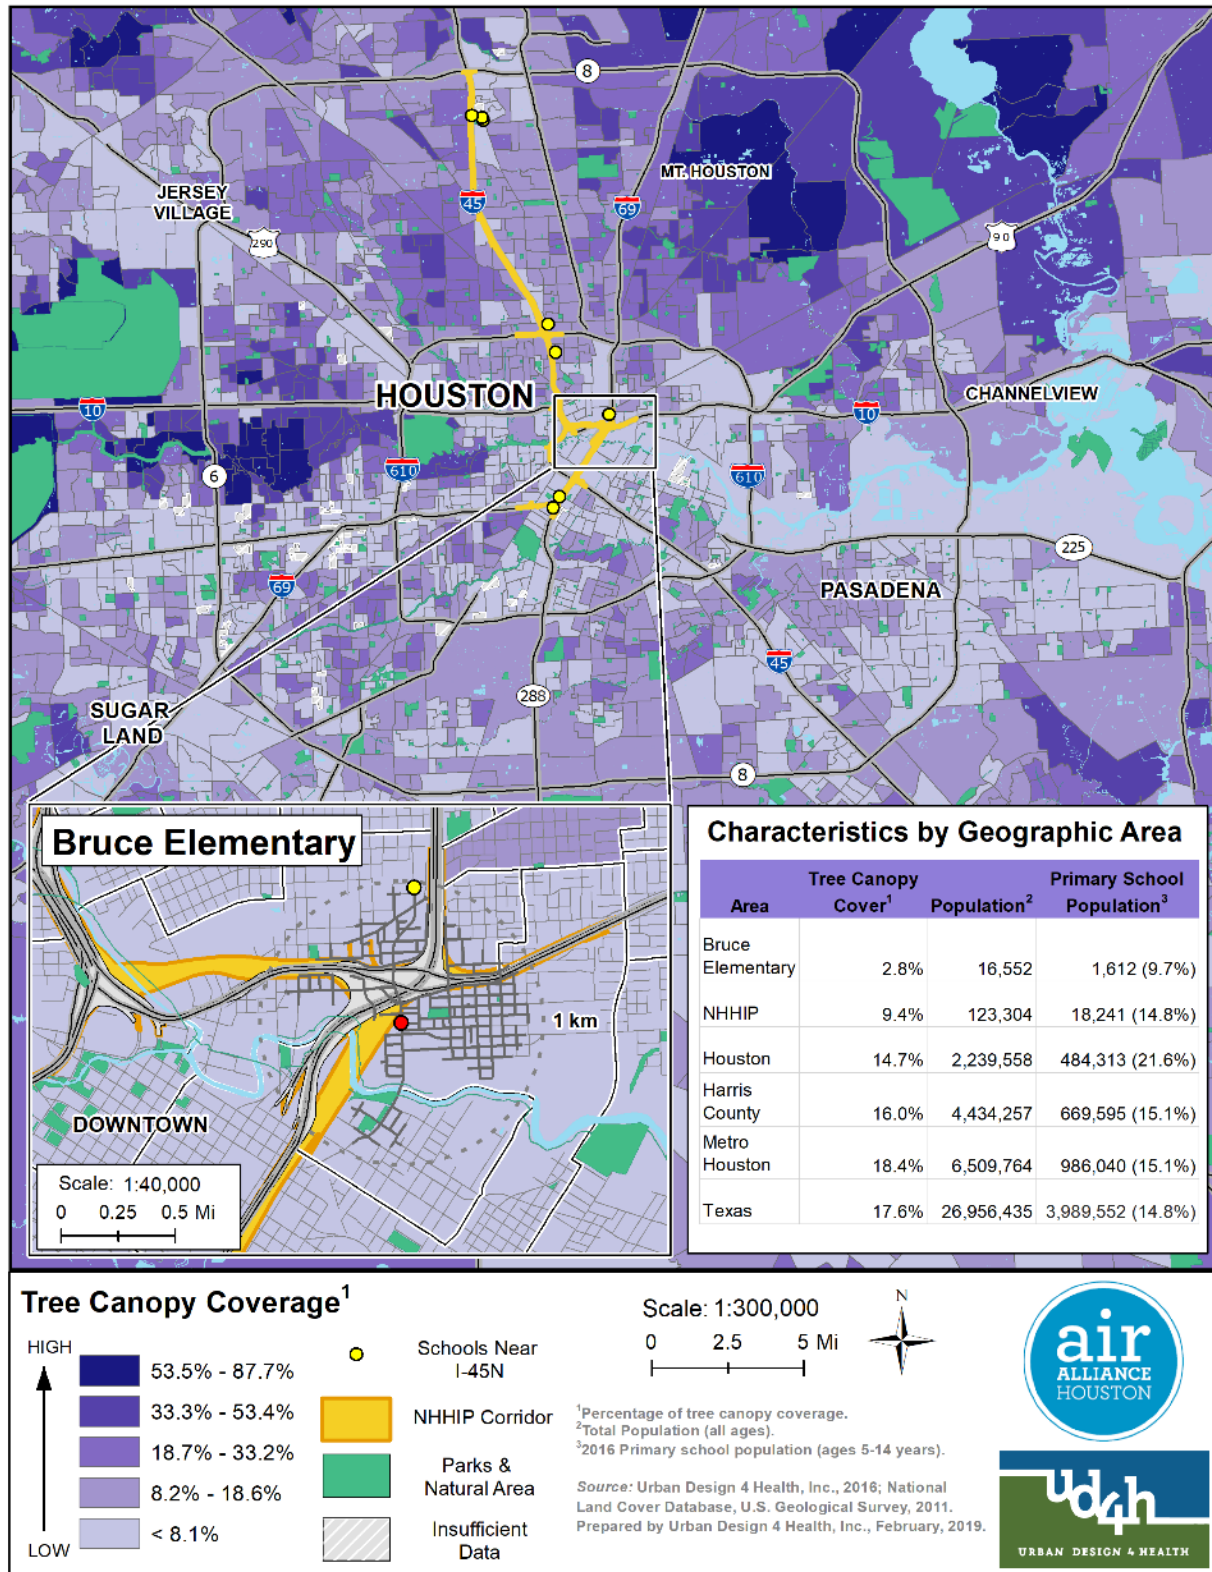 8
JERSEY
VILLAGE
45
69
MT. HOUSTON
290
90
HOUSTON
10
CHANNELVIEW
10
6
610
610
225
69
PASADENA
45
288
SUGAR
LAND
8
Bruce Elementary
1 km
DOWNTOWN
Scale: 1:40,000
0 0.25 0.5 Mi
Characteristics by Geographic Area
Area Tree Canopy Cover1 Population2 Primary School Population3
Bruce Elementary 2.8% 16,552 1,612 (9.7%)
NHHIP 9.4% 123,304 18,241 (14.8%)
Houston 14.7% 2,239,558 484,313 (21.6%)
Harris County 16.0% 4,434,257 669,595 (15.1%)
Metro Houston 18.4% 6,509,764 986,040 (15.1%)
Texas 17.6% 26,956,435 3,989,552 (14.8%)
Tree Canopy Coverage1
HIGH
53.5% - 87.7%
33.3% - 53.4%
18.7% - 33.2%
8.2% - 18.6%
< 8.1%
LOW
Schools Near
I-45N
NHHIP Corridor
Parks &
Natural Area
Insufficient
Data
Scale: 1:300,000
0 2.5 5 Mi
N
1Percentage of tree canopy coverage.
2Total Population (all ages).
32016 Primary school population (ages 5-14 years).
Source: Urban Design 4 Health, Inc., 2016; National
Land Cover Database, U.S. Geological Survey, 2011.
Prepared by Urban Design 4 Health, Inc., February, 2019.
air
ALLIANCE
HOUSTON
ud4h
URBAN DESIGN 4 HEALTH